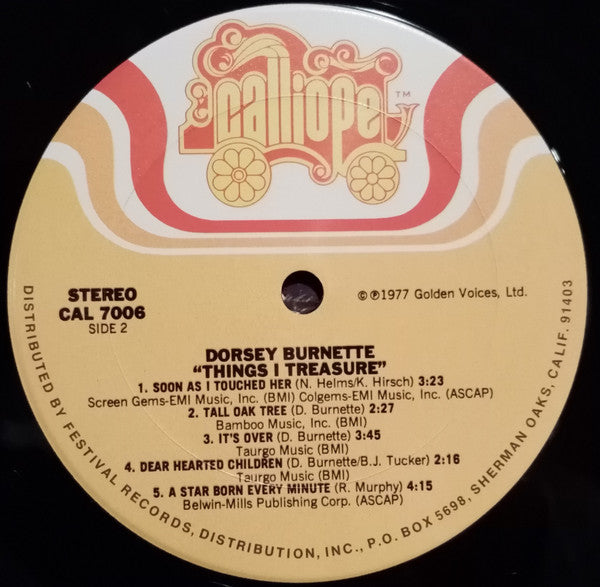 calliope™
STEREO
CAL 7006
SIDE 2
©℗1977 Golden Voices, Ltd.
DORSEY BURNETTE
"THINGS I TREASURE"
1. SOON AS I TOUCHED HER (N. Helms/K. Hirsch) 3:23
Screen Gems-EMI Music, Inc. (BMI) Colgems-EMI Music, Inc. (ASCAP)
2. TALL OAK TREE (D. Burnette) 2:27
Bamboo Music, Inc. (BMI)
3. IT'S OVER (D. Burnette) 3:45
Taurgo Music (BMI)
4. DEAR HEARTED CHILDREN (D. Burnette/B.J. Tucker) 2:16
Taurgo Music (BMI)
5. A STAR BORN EVERY MINUTE (R. Murphy) 4:15
Belwin-Mills Publishing Corp. (ASCAP)
DISTRIBUTED BY FESTIVAL RECORDS, DISTRIBUTION, INC., P.O. BOX 5698, SHERMAN OAKS, CALIF. 91403